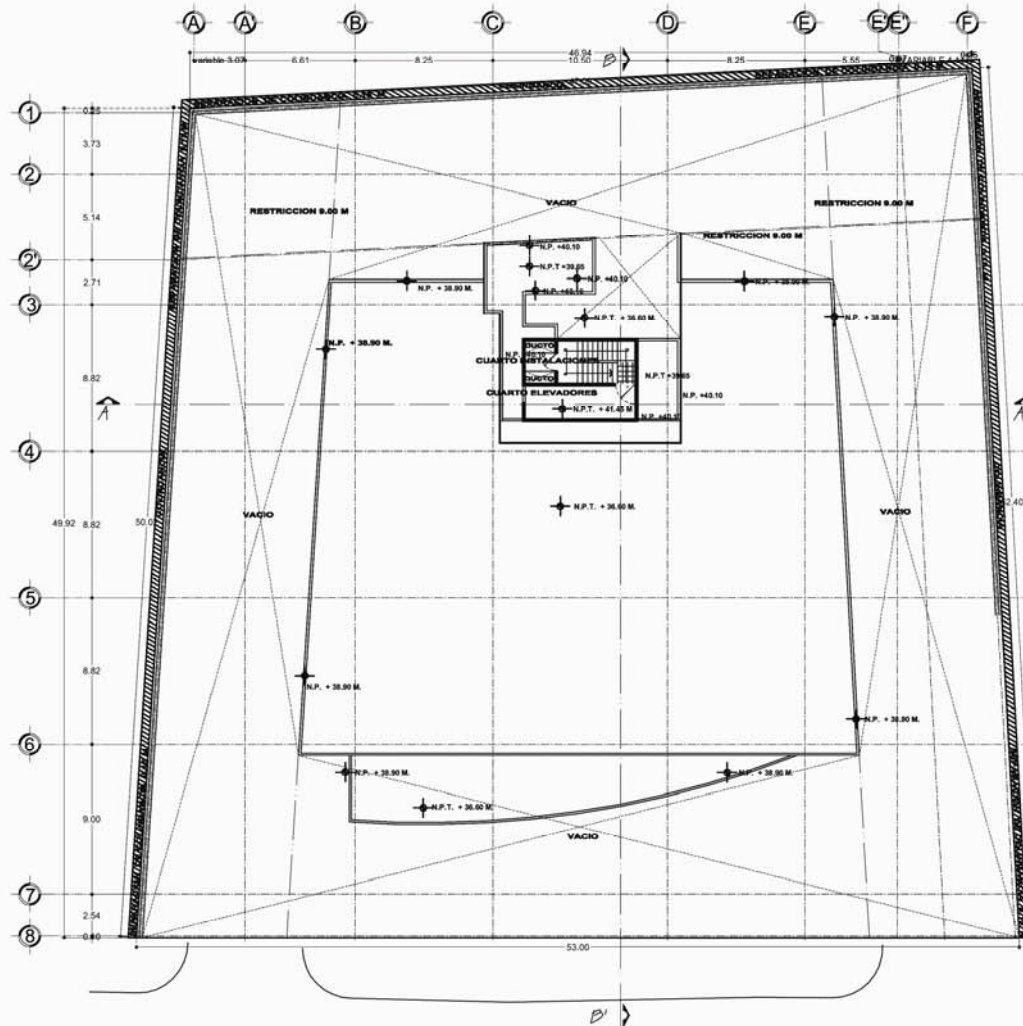 A A' B C D E E' E" F
46.94
variable 3.07 6.61 8.25 10.50 8.25 5.55
B
1
0.25
3.73
2
5.14
RESTRICCION 9.00 M
VACIO
RESTRICCION 9.00 M
RESTRICCION 9.00 M
2'
N.P. +40.10
N.P.T +39.65
2.71
N.P. +40.10
N.P. + 38.90 M.
N.P. + 38.90 M.
3
N.P.T. + 36.60 M.
N.P. + 38.90 M.
N.P. + 38.90 M.
DUCTO
CUARTO INSTALACIONES
8.82
N.P.T +39.65
DUCTO
CUARTO ELEVADORES
N.P. +40.10
A
A
N.P.T. + 41.45 M
4
N.P.T. + 36.60 M.
VACIO
VACIO
49.92
8.82
5
8.82
N.P. + 38.90 M.
N.P. + 38.90 M.
6
N.P. + 38.90 M.
N.P. + 38.90 M.
N.P.T. + 36.60 M.
9.00
VACIO
7
2.54
8
53.00
B'